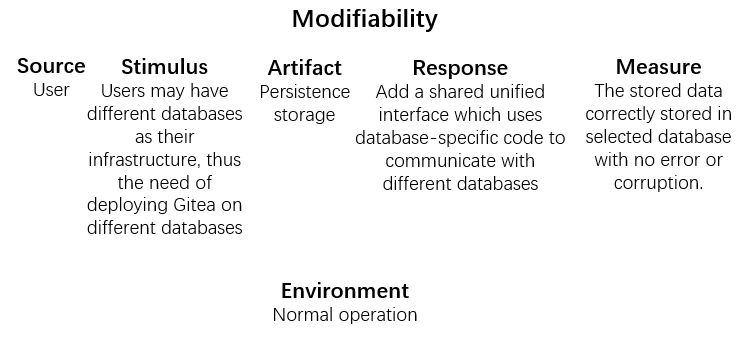 Modifiability
Source
User
Stimulus
Users may have
different databases
as their
infrastructure, thus
the need of
deploying Gitea on
different databases
Artifact
Persistence
storage
Response
Add a shared unified
interface which uses
database-specific code to
communicate with
different databases
Measure
The stored data
correctly stored in
selected database
with no error or
corruption.
Environment
Normal operation